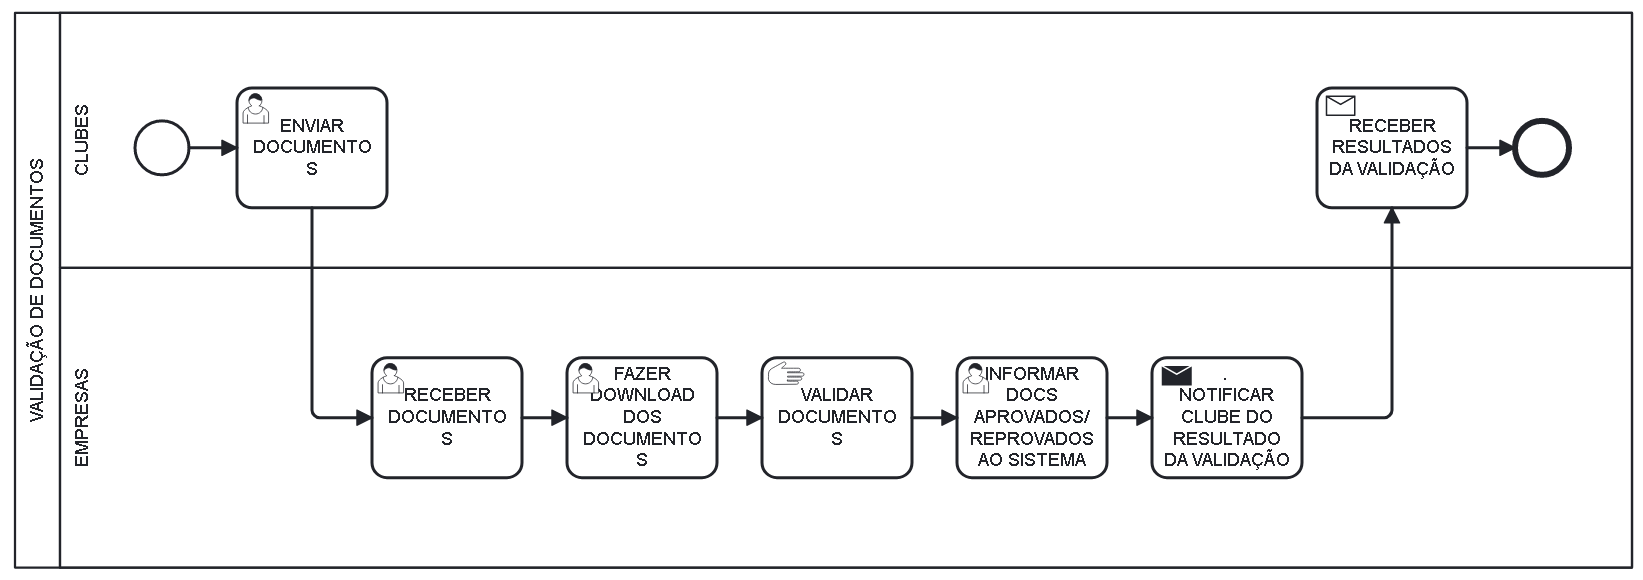 VALIDAÇÃO DE DOCUMENTOS
CLUBES
ENVIAR
DOCUMENTO
S
RECEBER
RESULTADOS
DA VALIDAÇÃO
EMPRESAS
RECEBER
DOCUMENTO
S
FAZER
DOWNLOAD
DOS
DOCUMENTO
S
VALIDAR
DOCUMENTO
S
INFORMAR
DOCS
APROVADOS/
REPROVADOS
AO SISTEMA
.
NOTIFICAR
CLUBE DO
RESULTADO
DA VALIDAÇÃO